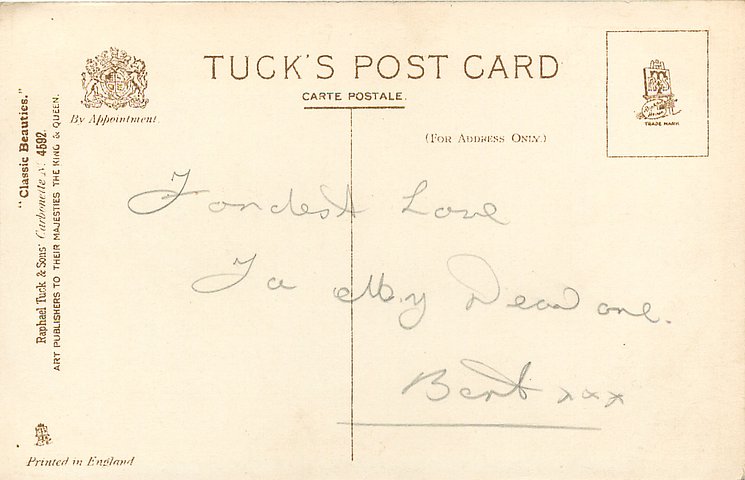 TUCK'S POST CARD
CARTE POSTALE.
(FOR ADDRESS ONLY.)
TRADE MARK.
By Appointment.
"Classic Beauties."
Raphael Tuck & Sons' Carbonette No 4592.
ART PUBLISHERS TO THEIR MAJESTIES THE KING & QUEEN.
Fondest Love
To My Dear one.
Bert xxx
Printed in England